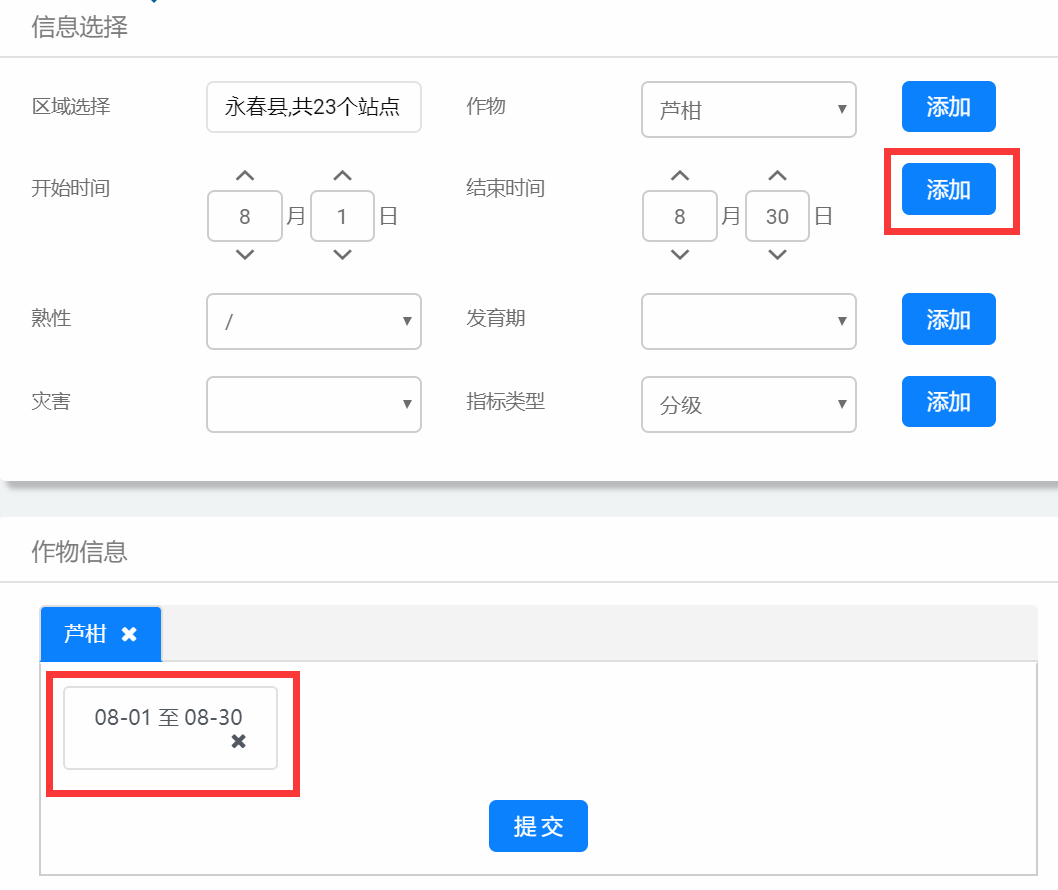 信息选择
区域选择 永春县,共23个站点 作物 芦柑 添加
开始时间 8 月 1 日 结束时间 8 月 30 日 添加
熟性 / 发育期 添加
灾害 指标类型 分级 添加
作物信息
芦柑
08-01 至 08-30
提交